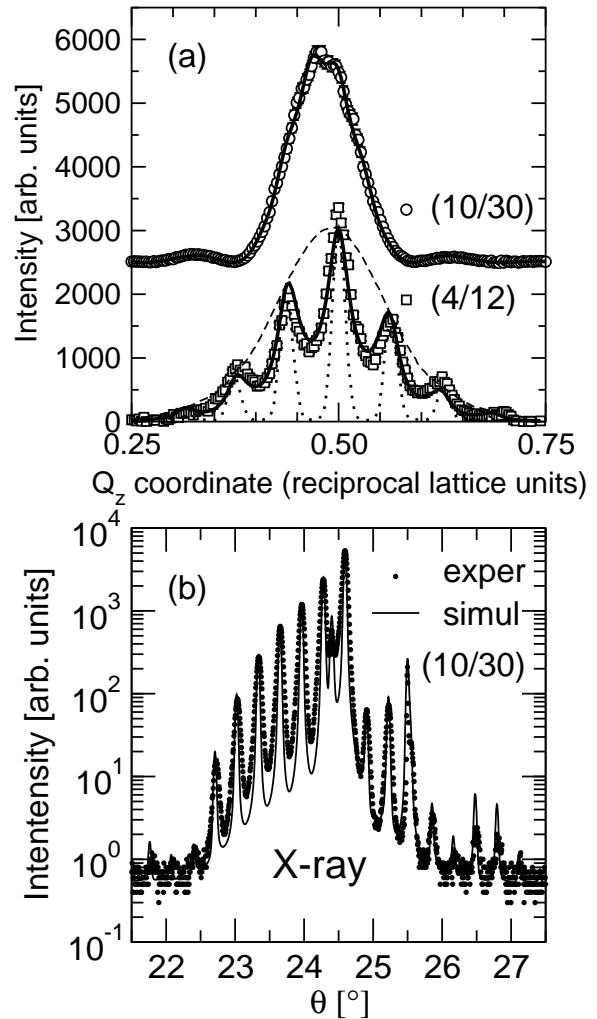 (a)
6000
5000
4000
3000
2000
1000
0
Intensity [arb. units]
(10/30)
(4/12)
0.25
0.50
0.75
Q_z coordinate (reciprocal lattice units)
(b)
10^4
10^3
10^2
10^1
10^0
10^-1
Intentensity [arb. units]
exper
simul
(10/30)
X-ray
22
23
24
25
26
27
θ [°]